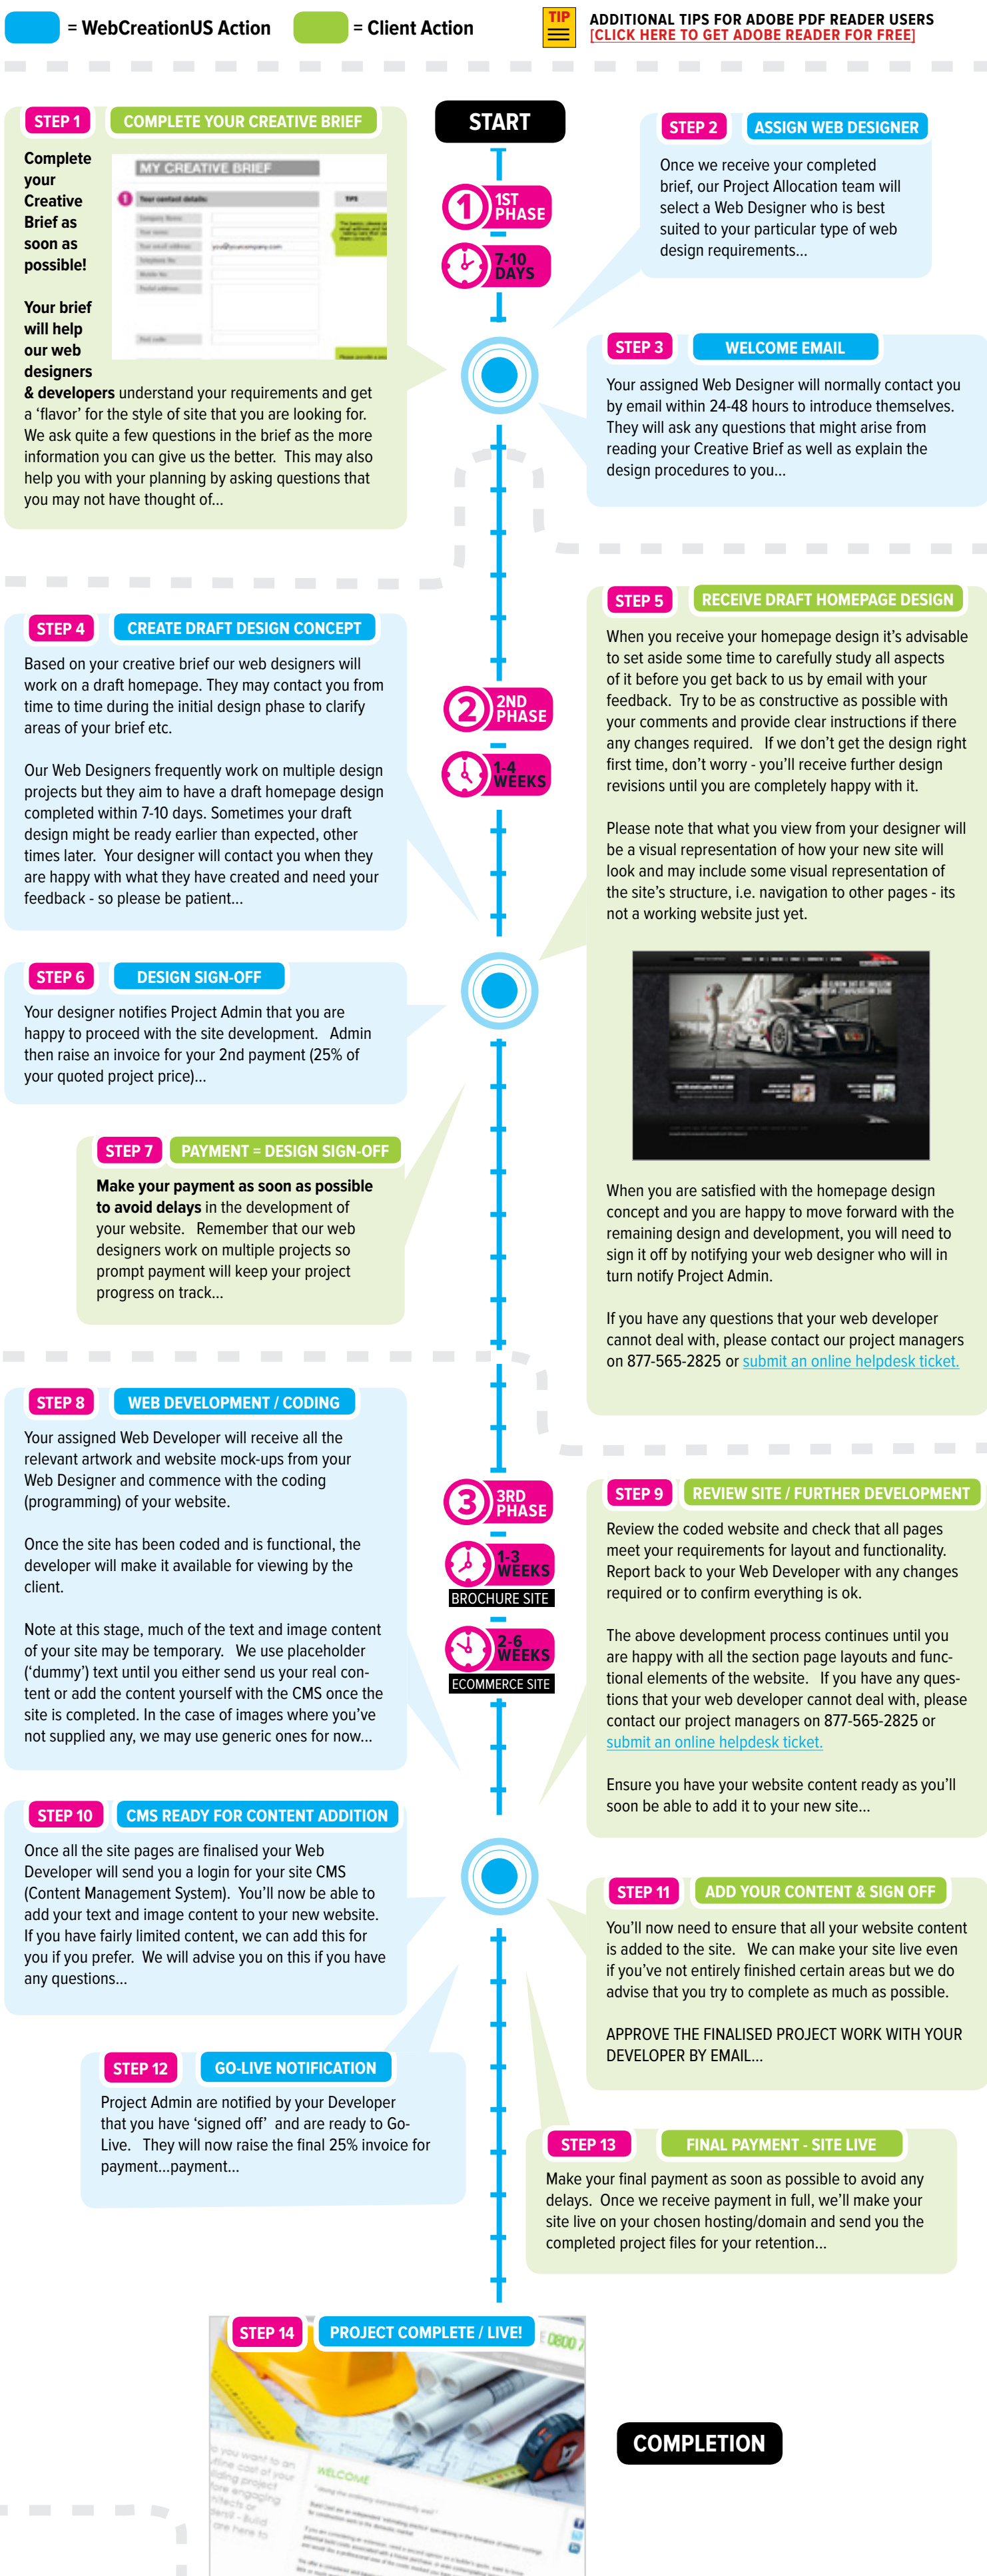 = WebCreationUS Action
= Client Action
TIP
ADDITIONAL TIPS FOR ADOBE PDF READER USERS
[CLICK HERE TO GET ADOBE READER FOR FREE]
START
1
1ST
PHASE
7-10
DAYS
STEP 1
COMPLETE YOUR CREATIVE BRIEF
Complete
your
Creative
Brief as
soon as
possible!
Your brief
will help
our web
designers
& developers understand your requirements and get
a ‘flavor’ for the style of site that you are looking for.
We ask quite a few questions in the brief as the more
information you can give us the better.  This may also
help you with your planning by asking questions that
you may not have thought of...
MY CREATIVE BRIEF
1
Your contact details:
TIPS
Company Name:
Your name:
Your email address:
you@yourcompany.com
Telephone No:
Mobile No:
Postal address:
Post code:
STEP 2
ASSIGN WEB DESIGNER
Once we receive your completed
brief, our Project Allocation team will
select a Web Designer who is best
suited to your particular type of web
design requirements...
STEP 3
WELCOME EMAIL
Your assigned Web Designer will normally contact you
by email within 24-48 hours to introduce themselves.
They will ask any questions that might arise from
reading your Creative Brief as well as explain the
design procedures to you...
2
2ND
PHASE
1-4
WEEKS
STEP 4
CREATE DRAFT DESIGN CONCEPT
Based on your creative brief our web designers will
work on a draft homepage. They may contact you from
time to time during the initial design phase to clarify
areas of your brief etc.
Our Web Designers frequently work on multiple design
projects but they aim to have a draft homepage design
completed within 7-10 days. Sometimes your draft
design might be ready earlier than expected, other
times later.  Your designer will contact you when they
are happy with what they have created and need your
feedback - so please be patient...
STEP 5
RECEIVE DRAFT HOMEPAGE DESIGN
When you receive your homepage design it’s advisable
to set aside some time to carefully study all aspects
of it before you get back to us by email with your
feedback.  Try to be as constructive as possible with
your comments and provide clear instructions if there
any changes required.   If we don’t get the design right
first time, don’t worry - you’ll receive further design
revisions until you are completely happy with it.
Please note that what you view from your designer will
be a visual representation of how your new site will
look and may include some visual representation of
the site’s structure, i.e. navigation to other pages - its
not a working website just yet.
When you are satisfied with the homepage design
concept and you are happy to move forward with the
remaining design and development, you will need to
sign it off by notifying your web designer who will in
turn notify Project Admin.
If you have any questions that your web developer
cannot deal with, please contact our project managers
on 877-565-2825 or submit an online helpdesk ticket.
STEP 6
DESIGN SIGN-OFF
Your designer notifies Project Admin that you are
happy to proceed with the site development.   Admin
then raise an invoice for your 2nd payment (25% of
your quoted project price)...
STEP 7
PAYMENT = DESIGN SIGN-OFF
Make your payment as soon as possible
to avoid delays in the development of
your website.   Remember that our web
designers work on multiple projects so
prompt payment will keep your project
progress on track...
3
3RD
PHASE
1-3
WEEKS
BROCHURE SITE
2-6
WEEKS
ECOMMERCE SITE
STEP 8
WEB DEVELOPMENT / CODING
Your assigned Web Developer will receive all the
relevant artwork and website mock-ups from your
Web Designer and commence with the coding
(programming) of your website.
Once the site has been coded and is functional, the
developer will make it available for viewing by the
client.
Note at this stage, much of the text and image content
of your site may be temporary.   We use placeholder
(‘dummy’) text until you either send us your real con-
tent or add the content yourself with the CMS once the
site is completed. In the case of images where you’ve
not supplied any, we may use generic ones for now...
STEP 9
REVIEW SITE / FURTHER DEVELOPMENT
Review the coded website and check that all pages
meet your requirements for layout and functionality.
Report back to your Web Developer with any changes
required or to confirm everything is ok.
The above development process continues until you
are happy with all the section page layouts and func-
tional elements of the website.   If you have any ques-
tions that your web developer cannot deal with, please
contact our project managers on 877-565-2825 or
submit an online helpdesk ticket.
Ensure you have your website content ready as you’ll
soon be able to add it to your new site...
STEP 10
CMS READY FOR CONTENT ADDITION
Once all the site pages are finalised your Web
Developer will send you a login for your site CMS
(Content Management System).  You’ll now be able to
add your text and image content to your new website.
If you have fairly limited content, we can add this for
you if you prefer.  We will advise you on this if you have
any questions...
STEP 11
ADD YOUR CONTENT & SIGN OFF
You’ll now need to ensure that all your website content
is added to the site.   We can make your site live even
if you’ve not entirely finished certain areas but we do
advise that you try to complete as much as possible.
APPROVE THE FINALISED PROJECT WORK WITH YOUR
DEVELOPER BY EMAIL...
STEP 12
GO-LIVE NOTIFICATION
Project Admin are notified by your Developer
that you have ‘signed off’  and are ready to Go-
Live.   They will now raise the final 25% invoice for
payment...payment...
STEP 13
FINAL PAYMENT - SITE LIVE
Make your final payment as soon as possible to avoid any
delays.  Once we receive payment in full, we’ll make your
site live on your chosen hosting/domain and send you the
completed project files for your retention...
STEP 14
PROJECT COMPLETE / LIVE!
0800 7
WELCOME
COMPLETION